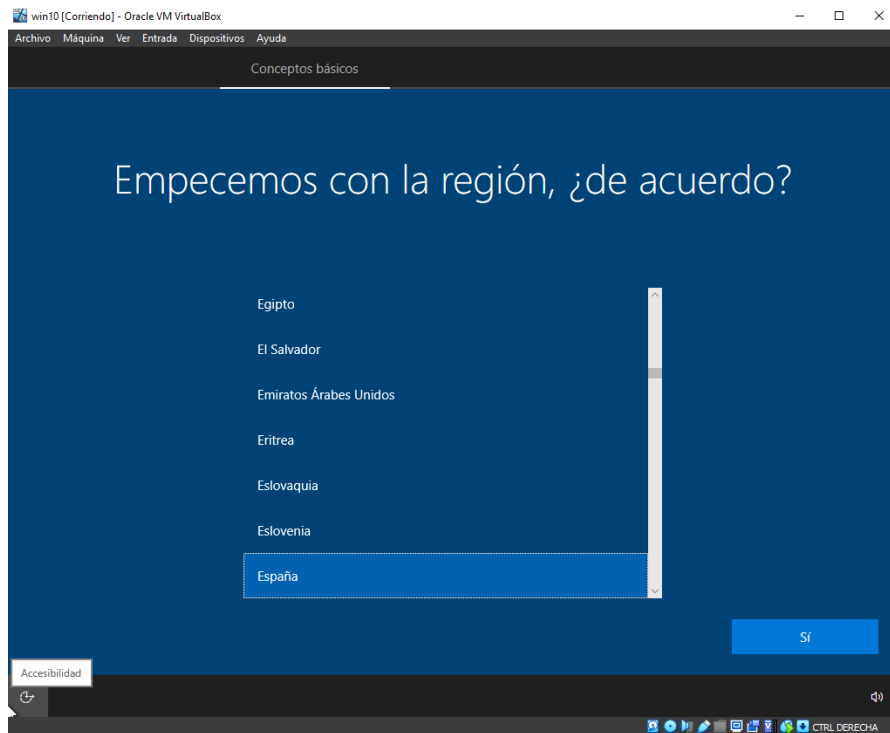 win10 [Corriendo] - Oracle VM VirtualBox
Archivo Máquina Ver Entrada Dispositivos Ayuda
Conceptos básicos
Empecemos con la región, ¿de acuerdo?
Egipto
El Salvador
Emiratos Árabes Unidos
Eritrea
Eslovaquia
Eslovenia
España
Sí
Accesibilidad
CTRL DERECHA